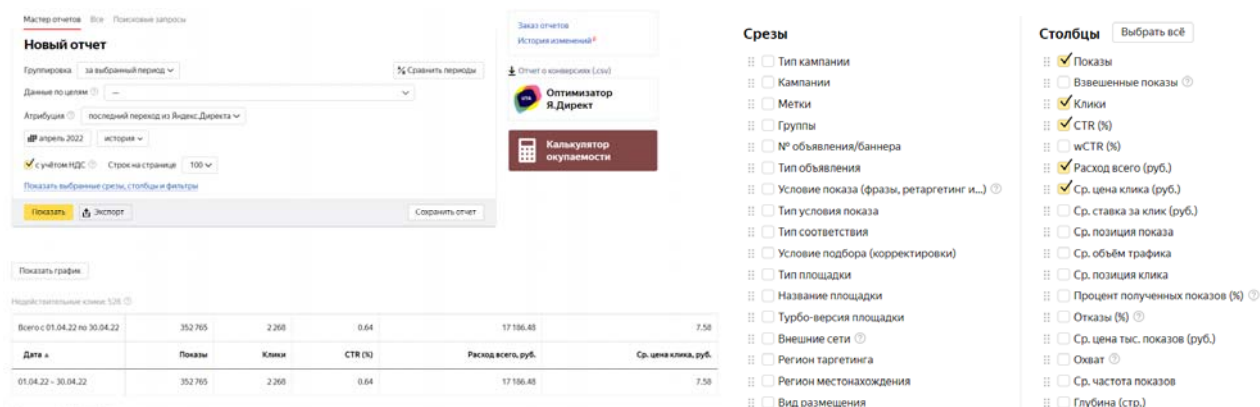 Мастер отчетов Все Поисковые запросы
Новый отчет
Группировка за выбранный период
% Сравнить периоды
Данные по целям —
Атрибуция последний переход из Яндекс.Директа
апрель 2022 история
с учётом НДС Строк на странице 100
Показать выбранные срезы, столбцы и фильтры
Показать Экспорт Сохранить отчет
Заказ отчетов
История изменений
Отчет о конверсиях (.csv)
Оптимизатор
Я.Директ
Калькулятор
окупаемости
Показать график
Недействительные клики: 528
Всего с 01.04.22 по 30.04.22 352 765 2 268 0.64 17 186.48 7.58
Дата Показы Клики CTR (%) Расход всего, руб. Ср. цена клика, руб.
01.04.22 – 30.04.22 352 765 2 268 0.64 17 186.48 7.58
Срезы
Тип кампании
Кампании
Метки
Группы
№ объявления/баннера
Тип объявления
Условие показа (фразы, ретаргетинг и...)
Тип условия показа
Тип соответствия
Условие подбора (корректировки)
Тип площадки
Название площадки
Турбо-версия площадки
Внешние сети
Регион таргетинга
Регион местонахождения
Вид размещения
Столбцы Выбрать всё
Показы
Взвешенные показы
Клики
CTR (%)
wCTR (%)
Расход всего (руб.)
Ср. цена клика (руб.)
Ср. ставка за клик (руб.)
Ср. позиция показа
Ср. объём трафика
Ср. позиция клика
Процент полученных показов (%)
Отказы (%)
Ср. цена тыс. показов (руб.)
Охват
Ср. частота показов
Глубина (стр.)